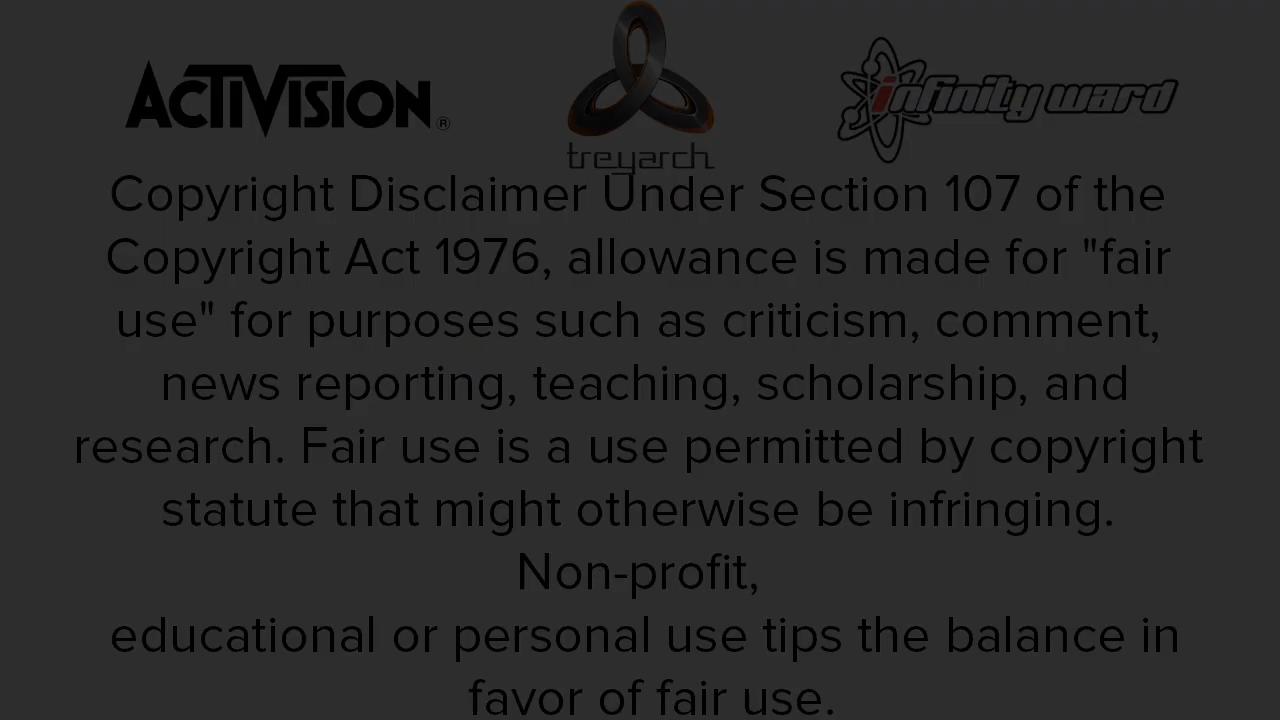 ACTIVISION®
treyarch
infinity ward
Copyright Disclaimer Under Section 107 of the
Copyright Act 1976, allowance is made for "fair
use" for purposes such as criticism, comment,
news reporting, teaching, scholarship, and
research. Fair use is a use permitted by copyright
statute that might otherwise be infringing.
Non-profit,
educational or personal use tips the balance in
favor of fair use.